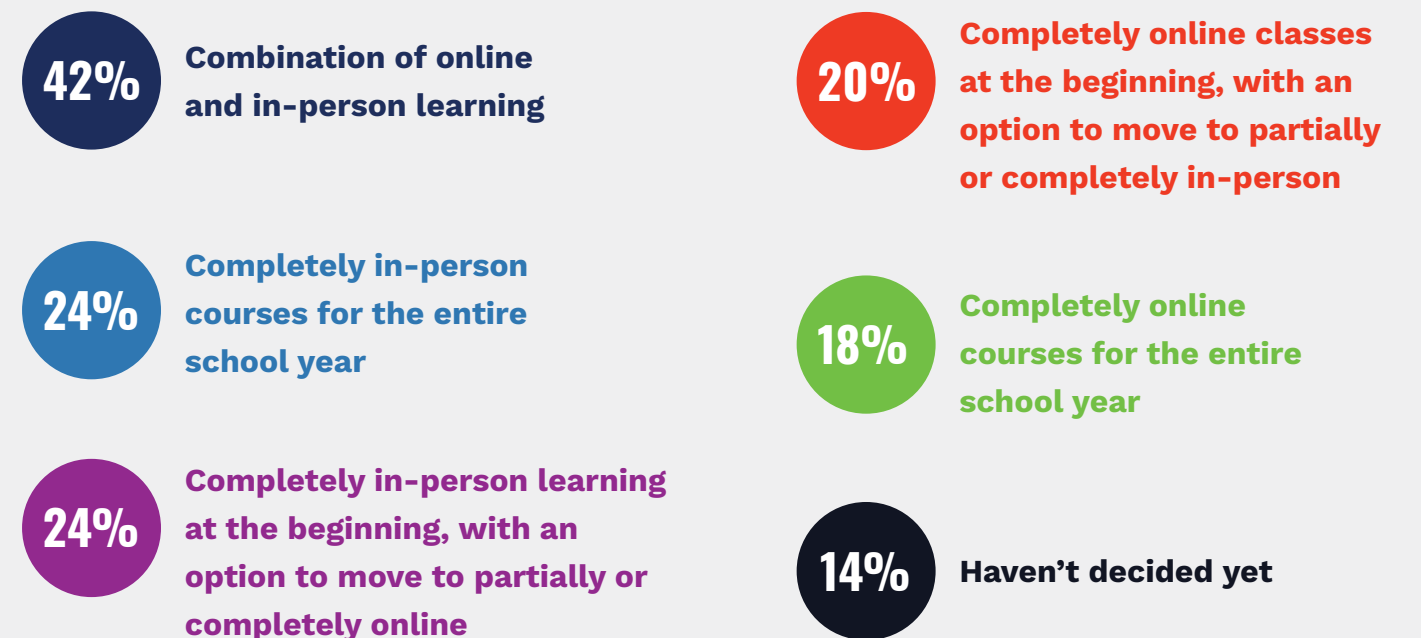 42%
Combination of online
and in-person learning
24%
Completely in-person
courses for the entire
school year
24%
Completely in-person learning
at the beginning, with an
option to move to partially or
completely online
20%
Completely online classes
at the beginning, with an
option to move to partially
or completely in-person
18%
Completely online
courses for the entire
school year
14%
Haven’t decided yet